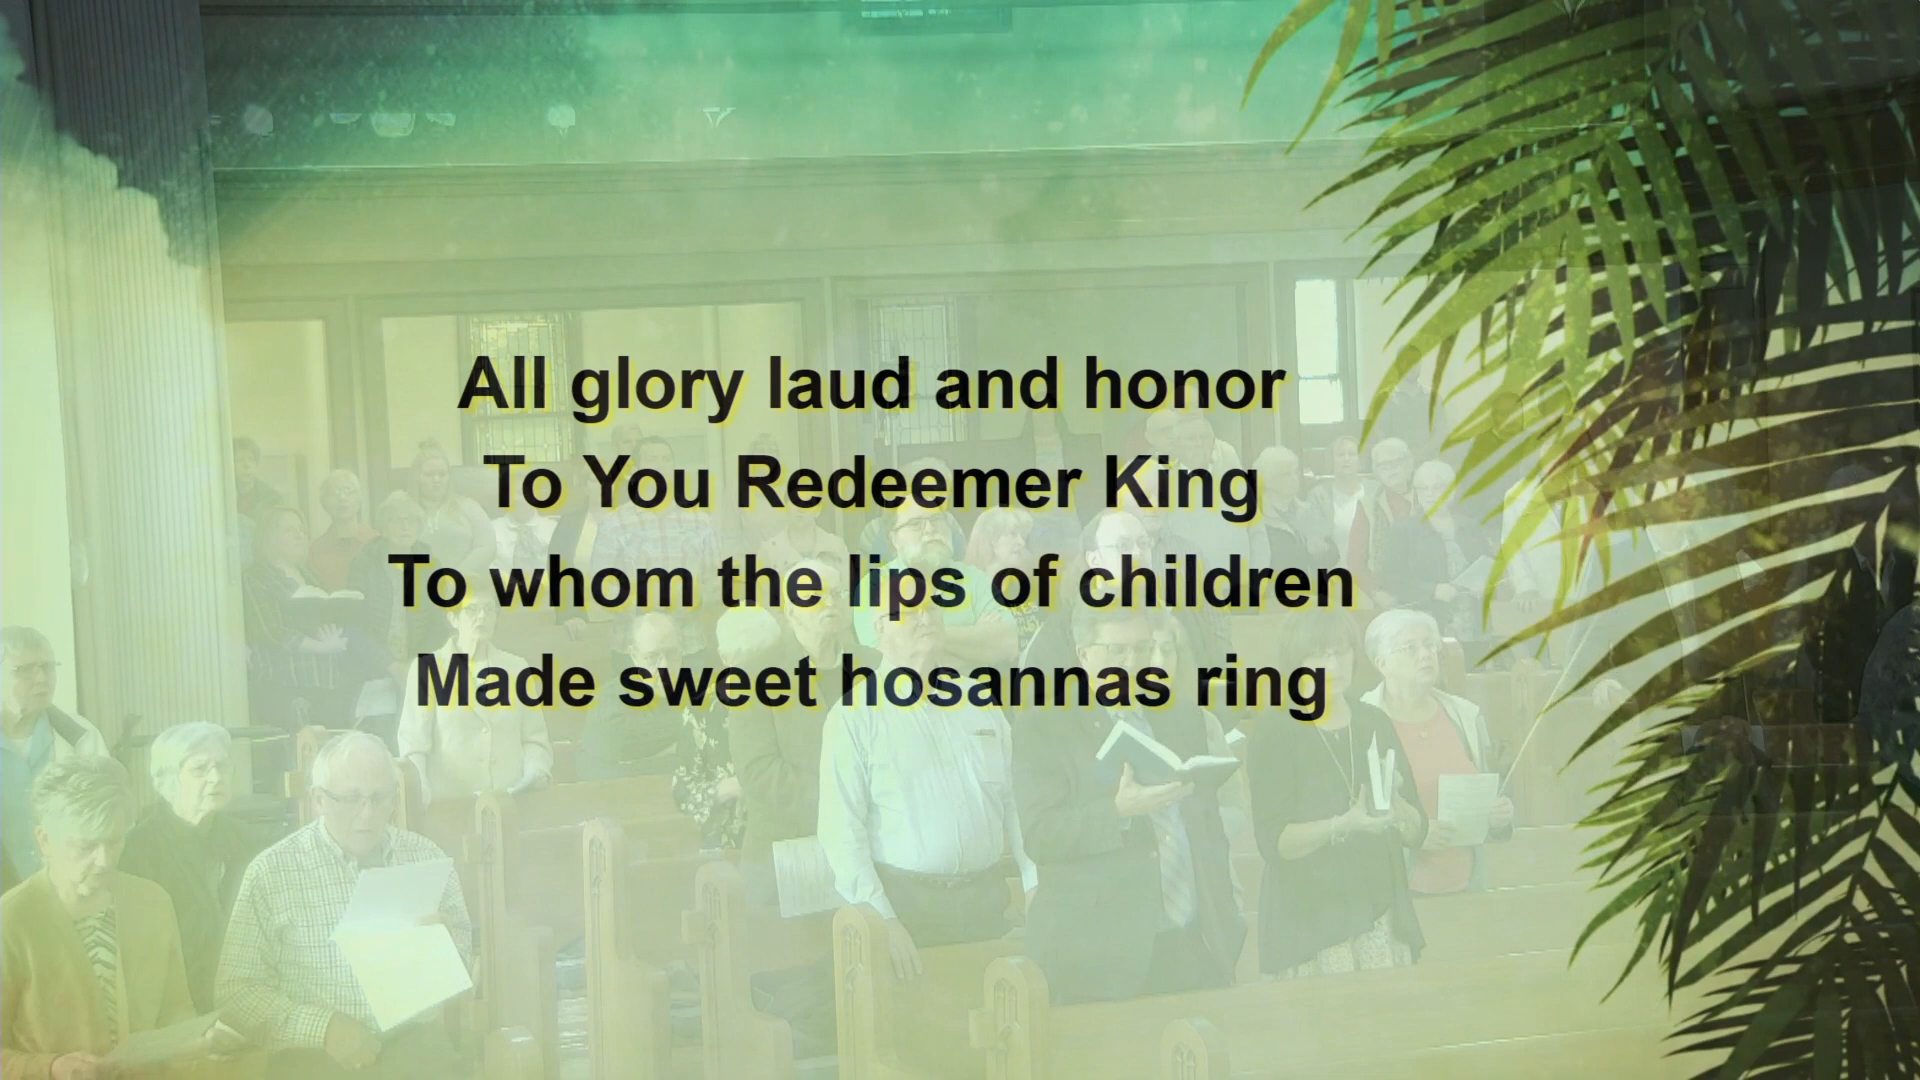 All glory laud and honor
To You Redeemer King
To whom the lips of children
Made sweet hosannas ring